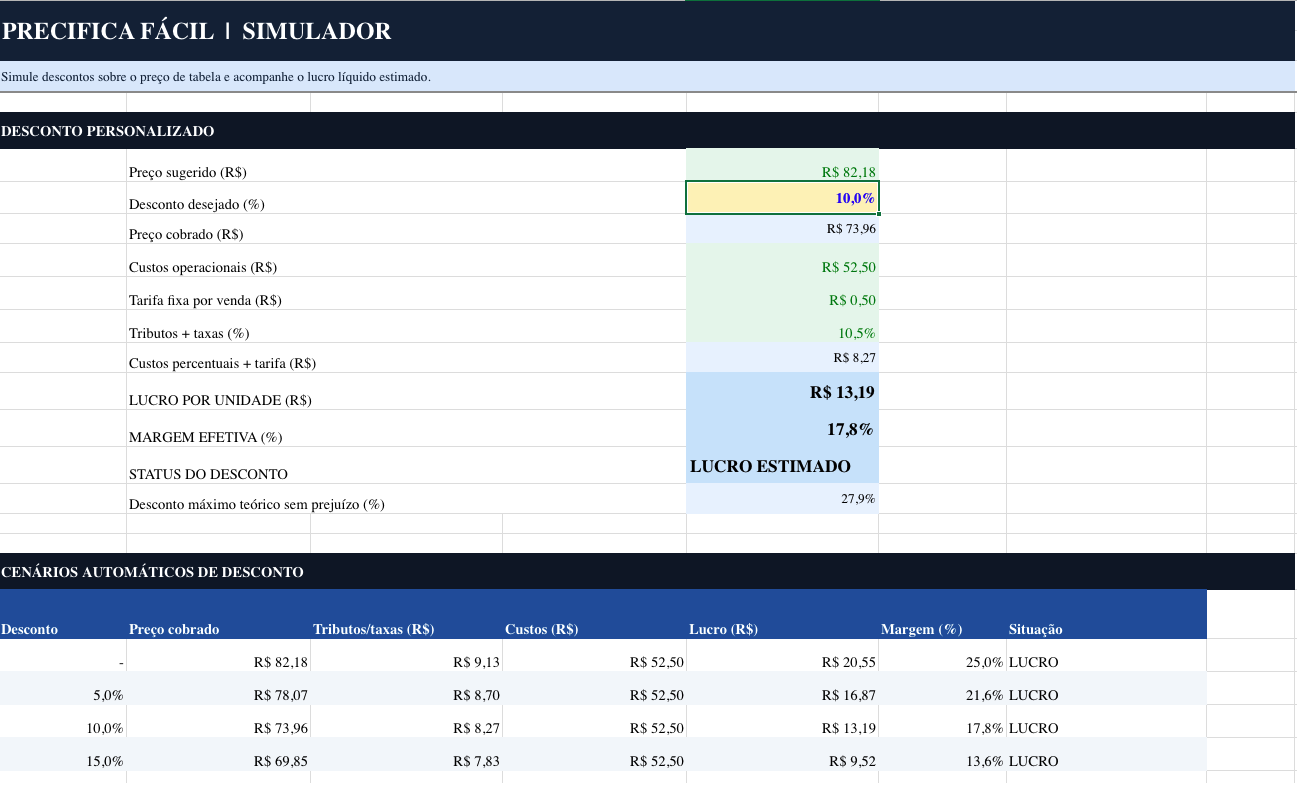 PRECIFICA FÁCIL | SIMULADOR
Simule descontos sobre o preço de tabela e acompanhe o lucro líquido estimado.
DESCONTO PERSONALIZADO
Preço sugerido (R$) R$ 82,18
Desconto desejado (%) 10,0%
Preço cobrado (R$) R$ 73,96
Custos operacionais (R$) R$ 52,50
Tarifa fixa por venda (R$) R$ 0,50
Tributos + taxas (%) 10,5%
Custos percentuais + tarifa (R$) R$ 8,27
LUCRO POR UNIDADE (R$) R$ 13,19
MARGEM EFETIVA (%) 17,8%
STATUS DO DESCONTO LUCRO ESTIMADO
Desconto máximo teórico sem prejuízo (%) 27,9%
CENÁRIOS AUTOMÁTICOS DE DESCONTO
Desconto Preço cobrado Tributos/taxas (R$) Custos (R$) Lucro (R$) Margem (%) Situação
- R$ 82,18 R$ 9,13 R$ 52,50 R$ 20,55 25,0% LUCRO
5,0% R$ 78,07 R$ 8,70 R$ 52,50 R$ 16,87 21,6% LUCRO
10,0% R$ 73,96 R$ 8,27 R$ 52,50 R$ 13,19 17,8% LUCRO
15,0% R$ 69,85 R$ 7,83 R$ 52,50 R$ 9,52 13,6% LUCRO